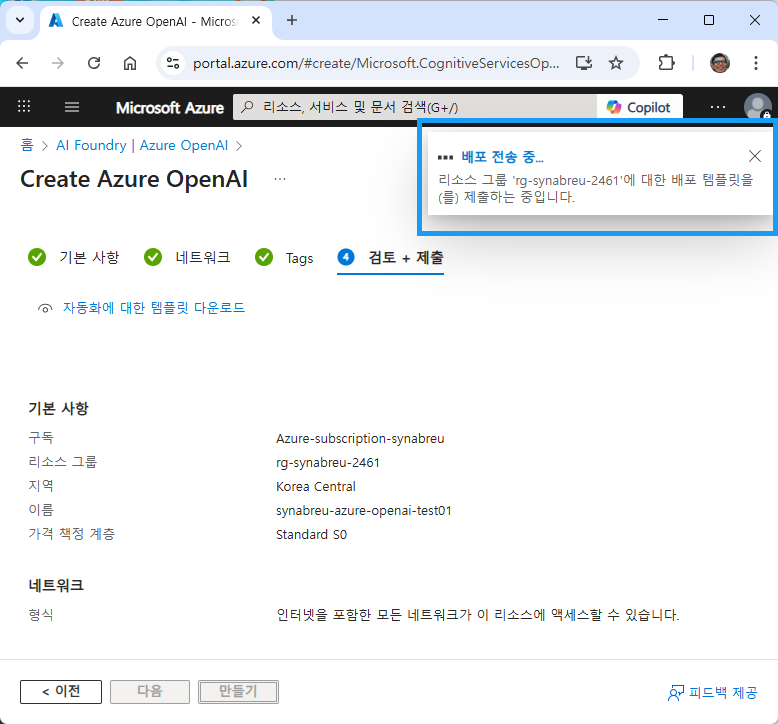 Create Azure OpenAI - Micros
portal.azure.com/#create/Microsoft.CognitiveServicesOp...
Microsoft Azure
리소스, 서비스 및 문서 검색(G+/)
Copilot
홈 > AI Foundry | Azure OpenAI >
Create Azure OpenAI ...
배포 전송 중...
리소스 그룹 'rg-synabreu-2461'에 대한 배포 템플릿을
(를) 제출하는 중입니다.
기본 사항 네트워크 Tags 4 검토 + 제출
자동화에 대한 템플릿 다운로드
기본 사항
구독 Azure-subscription-synabreu
리소스 그룹 rg-synabreu-2461
지역 Korea Central
이름 synabreu-azure-openai-test01
가격 책정 계층 Standard S0
네트워크
형식 인터넷을 포함한 모든 네트워크가 이 리소스에 액세스할 수 있습니다.
< 이전 다음 만들기 피드백 제공